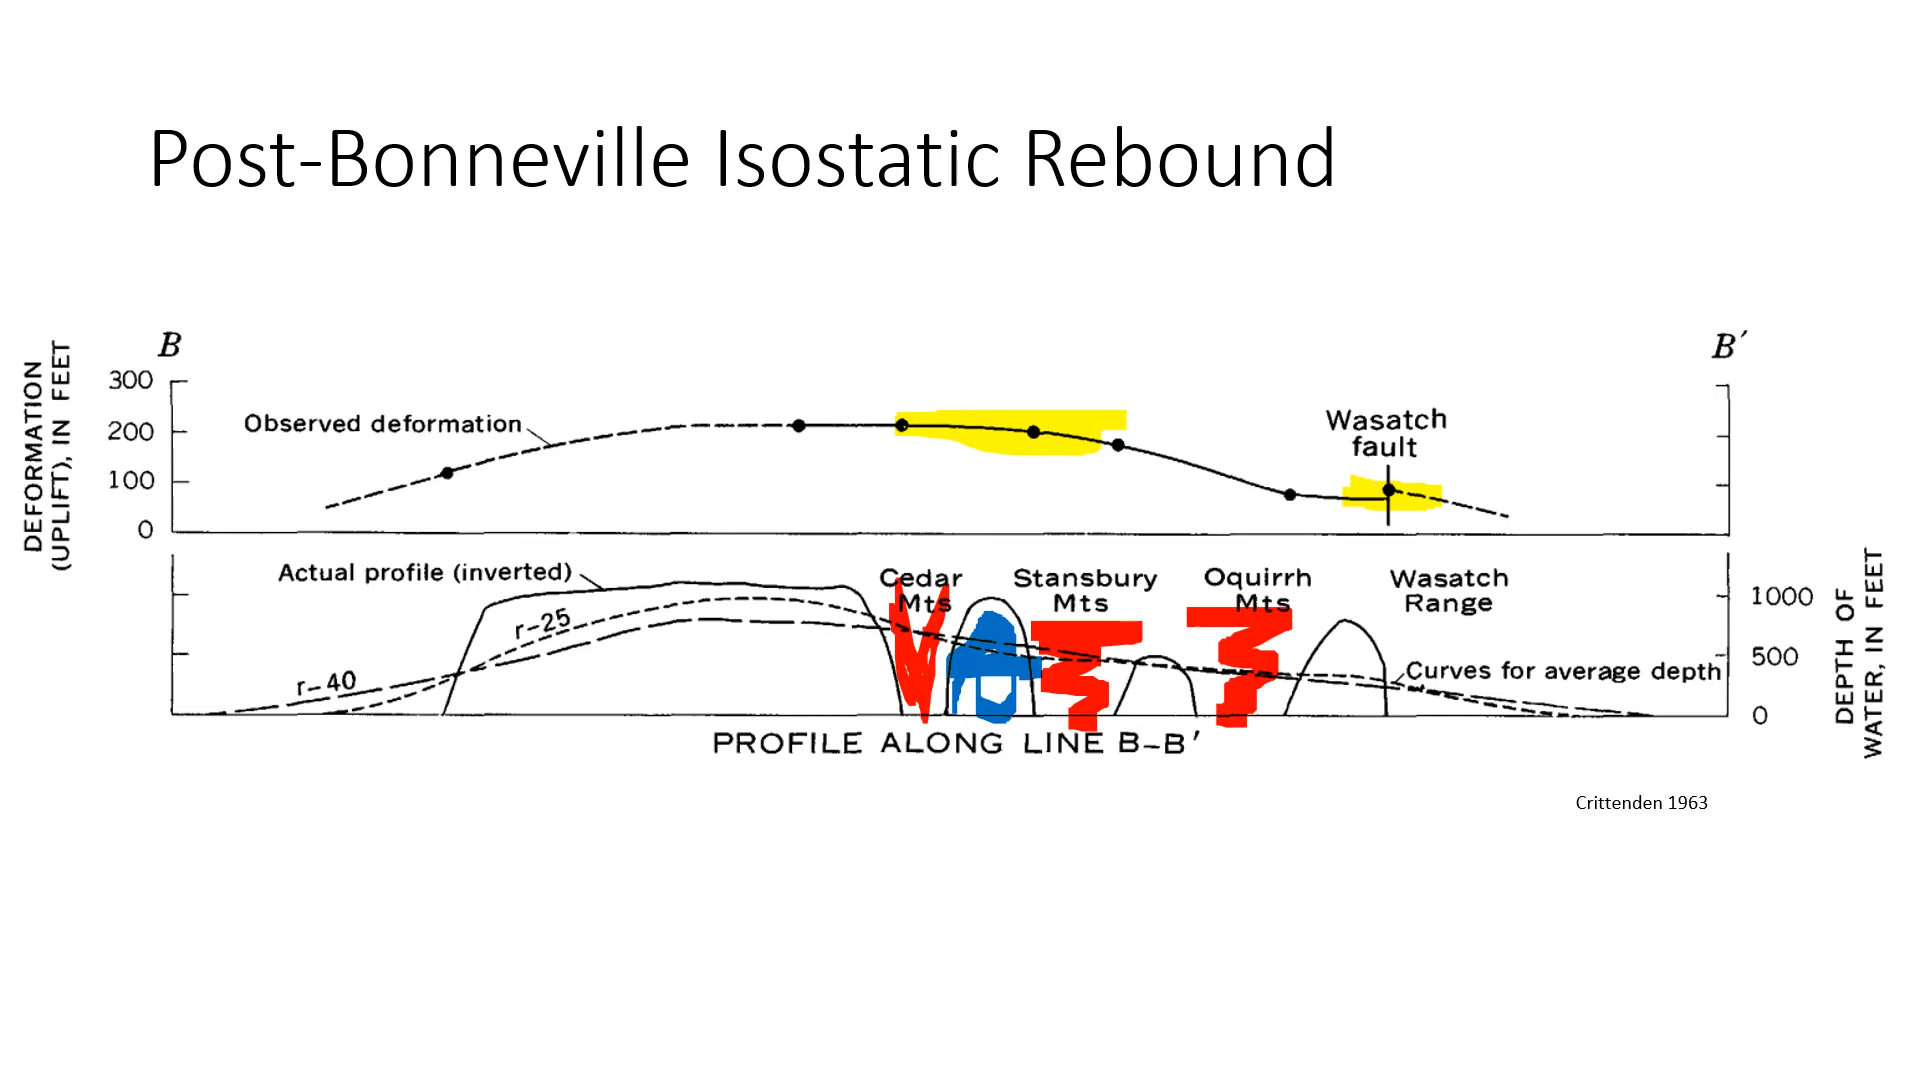 Post-Bonneville Isostatic Rebound
B
B′
DEFORMATION
(UPLIFT), IN FEET
300
200
100
0
Observed deformation
Wasatch
fault
Actual profile (inverted)
r-25
r-40
Cedar
Mts
Stansbury
Mts
Oquirrh
Mts
Wasatch
Range
Curves for average depth
1000
500
0
DEPTH OF
WATER, IN FEET
PROFILE ALONG LINE B-B′
Crittenden 1963